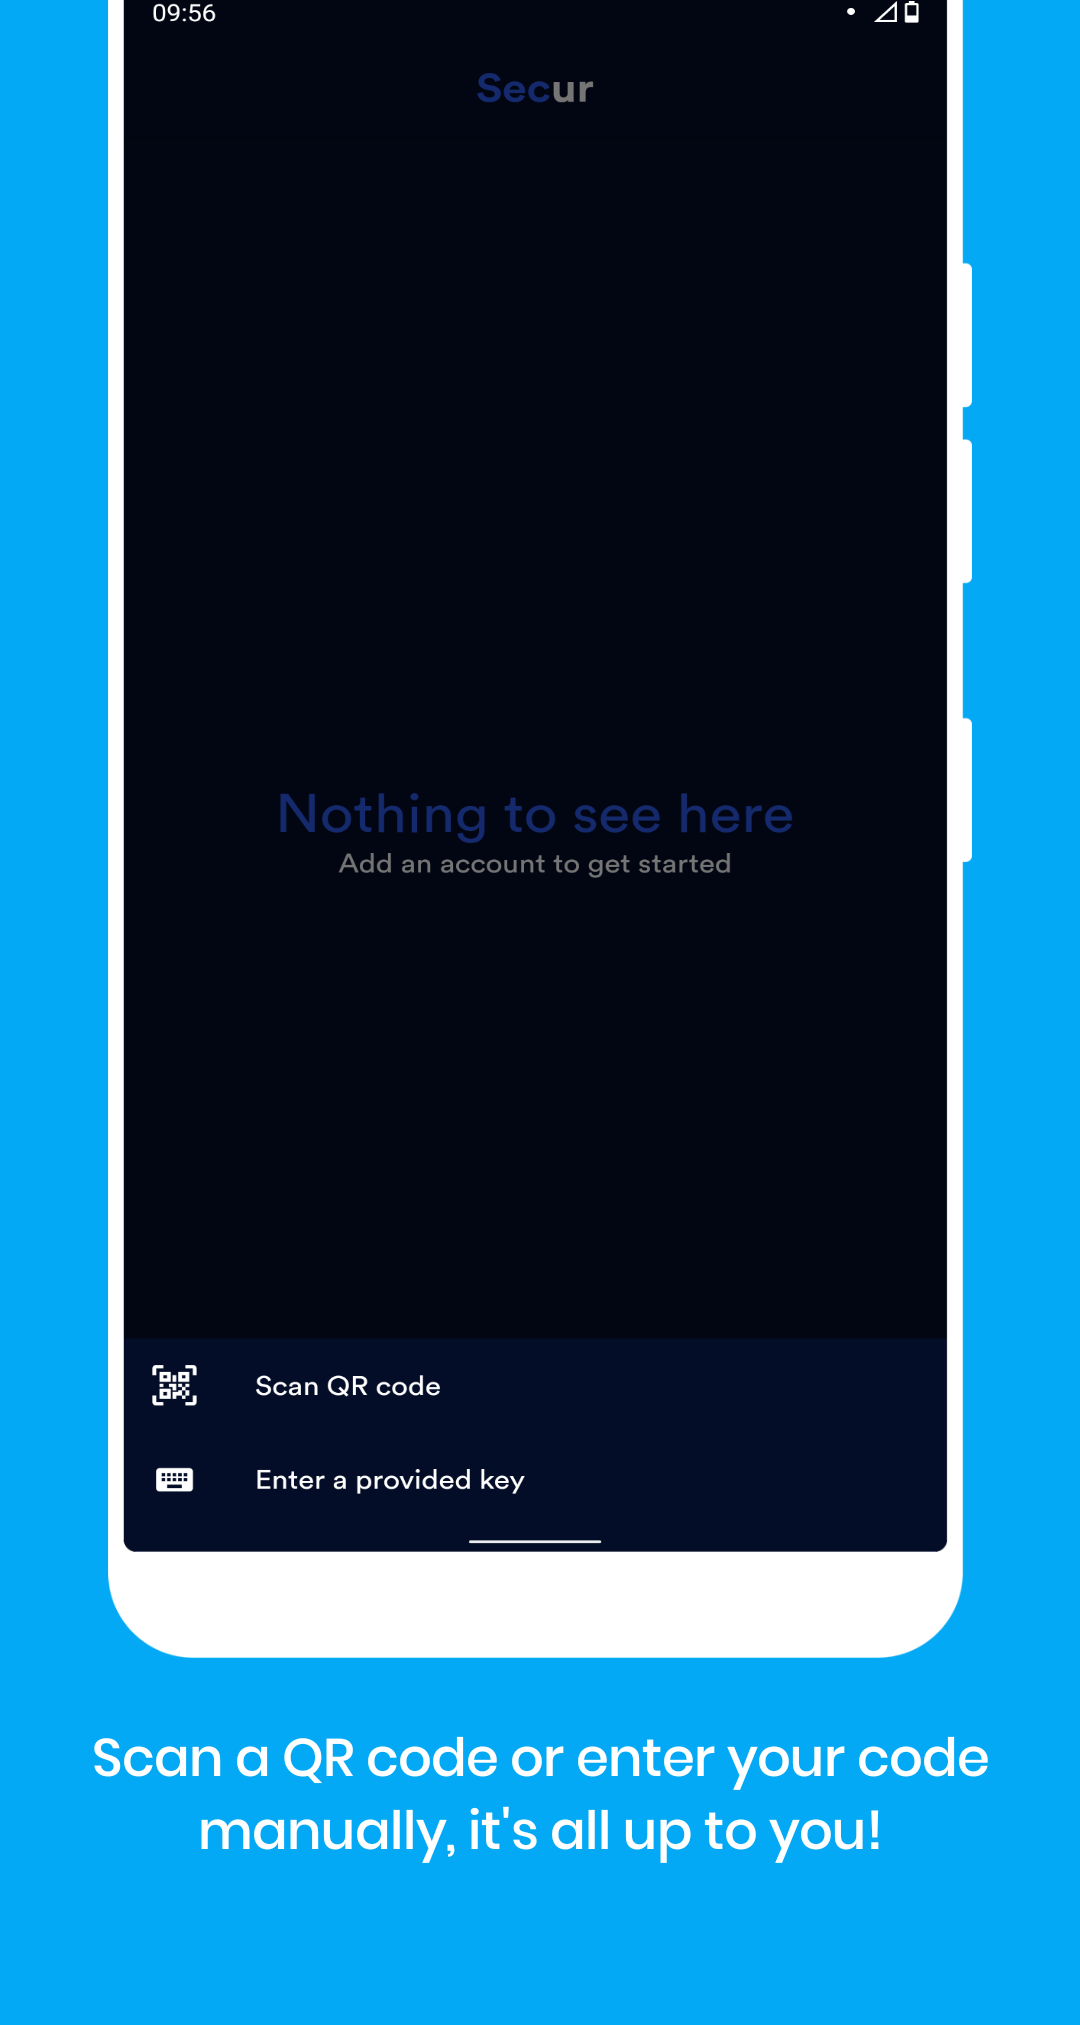 09:56
Secur
Nothing to see here
Add an account to get started
Scan QR code
Enter a provided key
Scan a QR code or enter your code
manually, it's all up to you!